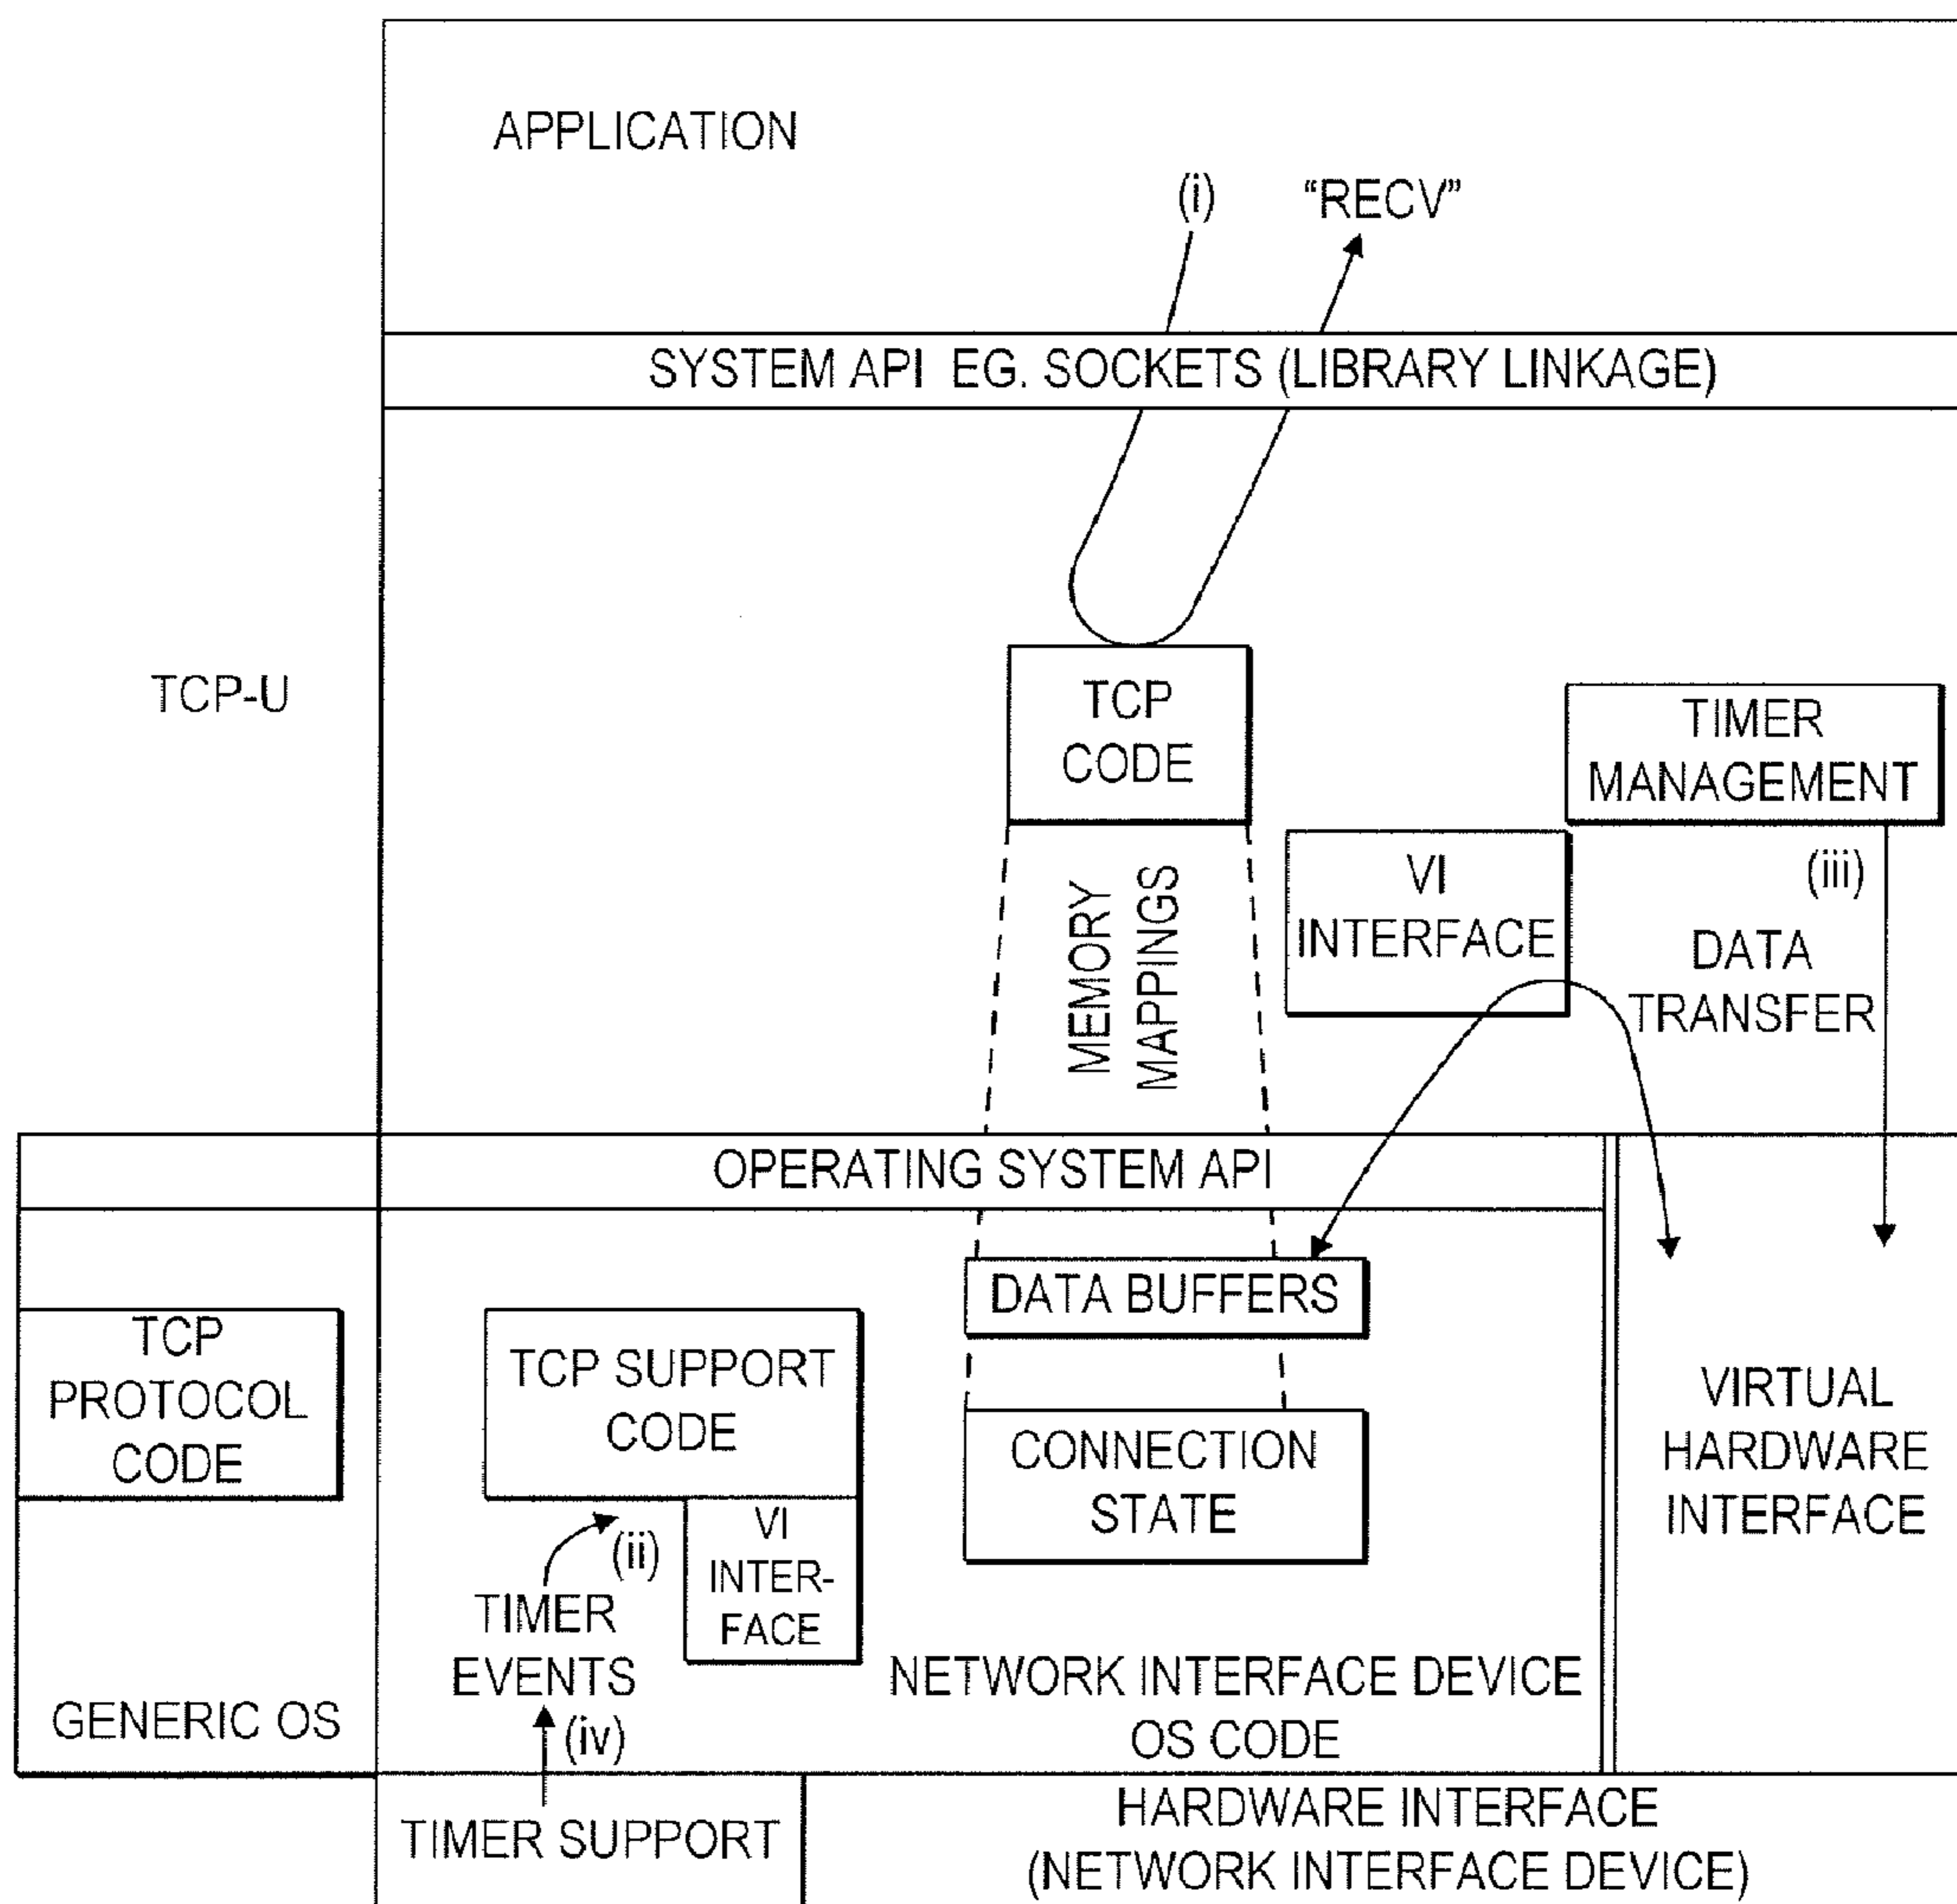 APPLICATION
(i)
“RECV”
SYSTEM API EG. SOCKETS (LIBRARY LINKAGE)
TCP-U
TCP
CODE
TIMER
MANAGEMENT
MEMORY
MAPPINGS
VI
INTERFACE
(iii)
DATA
TRANSFER
OPERATING SYSTEM API
TCP
PROTOCOL
CODE
GENERIC OS
TCP SUPPORT
CODE
VI
INTER-
FACE
(ii)
TIMER
EVENTS
(iv)
DATA BUFFERS
CONNECTION
STATE
NETWORK INTERFACE DEVICE
OS CODE
VIRTUAL
HARDWARE
INTERFACE
TIMER SUPPORT
HARDWARE INTERFACE
(NETWORK INTERFACE DEVICE)